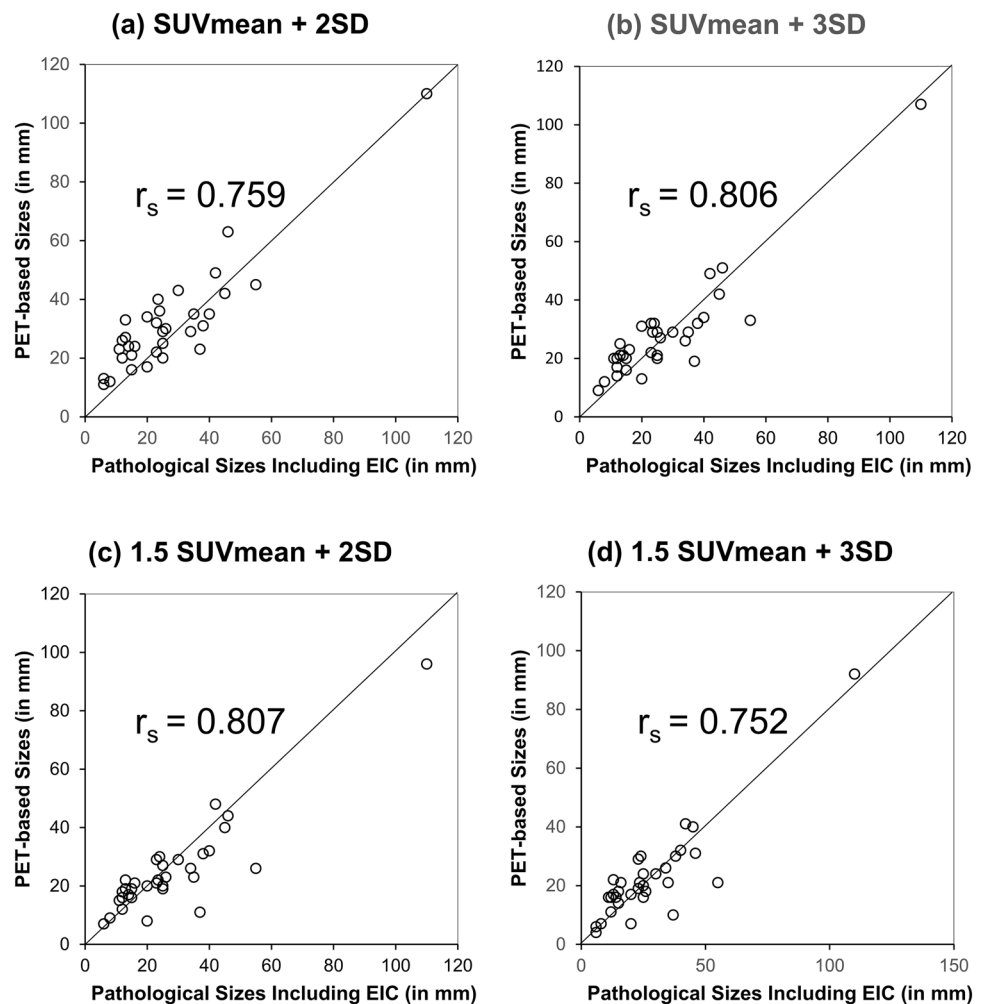 (a) SUVmean + 2SD
120
100
80
60
40
20
0
PET-based Sizes (in mm)
rs = 0.759
0 20 40 60 80 100 120
Pathological Sizes Including EIC (in mm)
(b) SUVmean + 3SD
120
100
80
60
40
20
0
PET-based Sizes (in mm)
rs = 0.806
0 20 40 60 80 100 120
Pathological Sizes Including EIC (in mm)
(c) 1.5 SUVmean + 2SD
120
100
80
60
40
20
0
PET-based Sizes (in mm)
rs = 0.807
0 20 40 60 80 100 120
Pathological Sizes Including EIC (in mm)
(d) 1.5 SUVmean + 3SD
120
100
80
60
40
20
0
PET-based Sizes (in mm)
rs = 0.752
0 50 100 150
Pathological Sizes Including EIC (in mm)